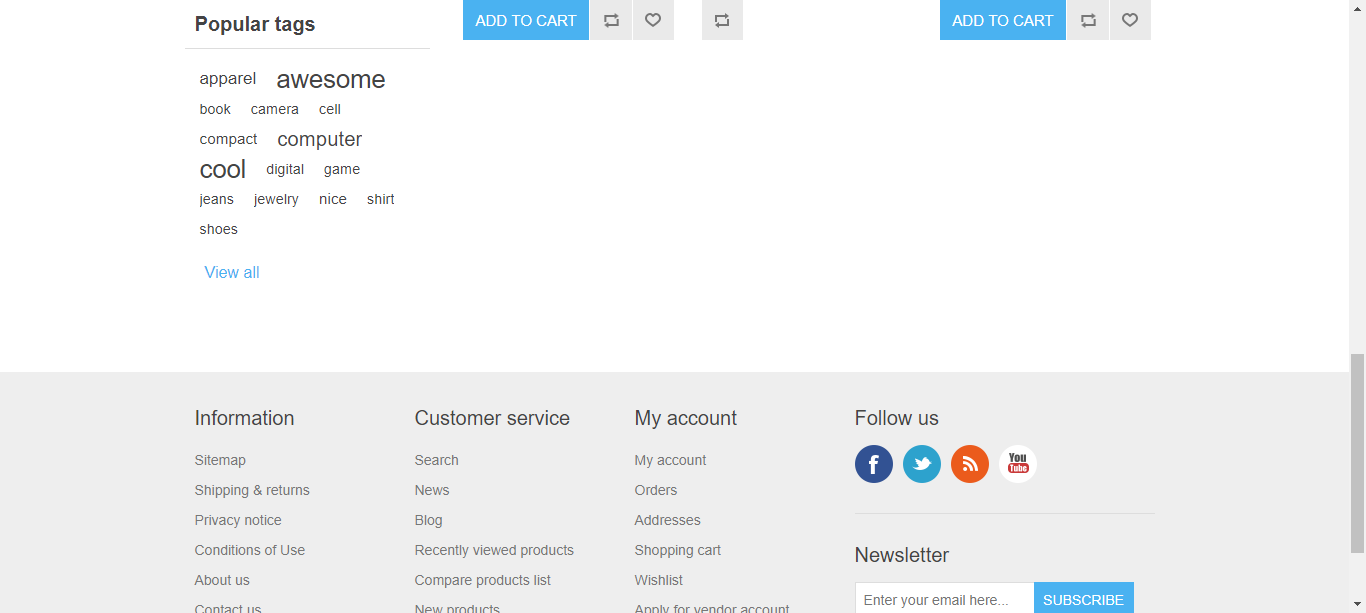 Popular tags
ADD TO CART
ADD TO CART
apparel awesome
book camera cell
compact computer
cool digital game
jeans jewelry nice shirt
shoes
View all
Information
Sitemap
Shipping & returns
Privacy notice
Conditions of Use
About us
Contact us
Customer service
Search
News
Blog
Recently viewed products
Compare products list
New products
My account
My account
Orders
Addresses
Shopping cart
Wishlist
Apply for vendor account
Follow us
f
You
Tube
Newsletter
Enter your email here... SUBSCRIBE